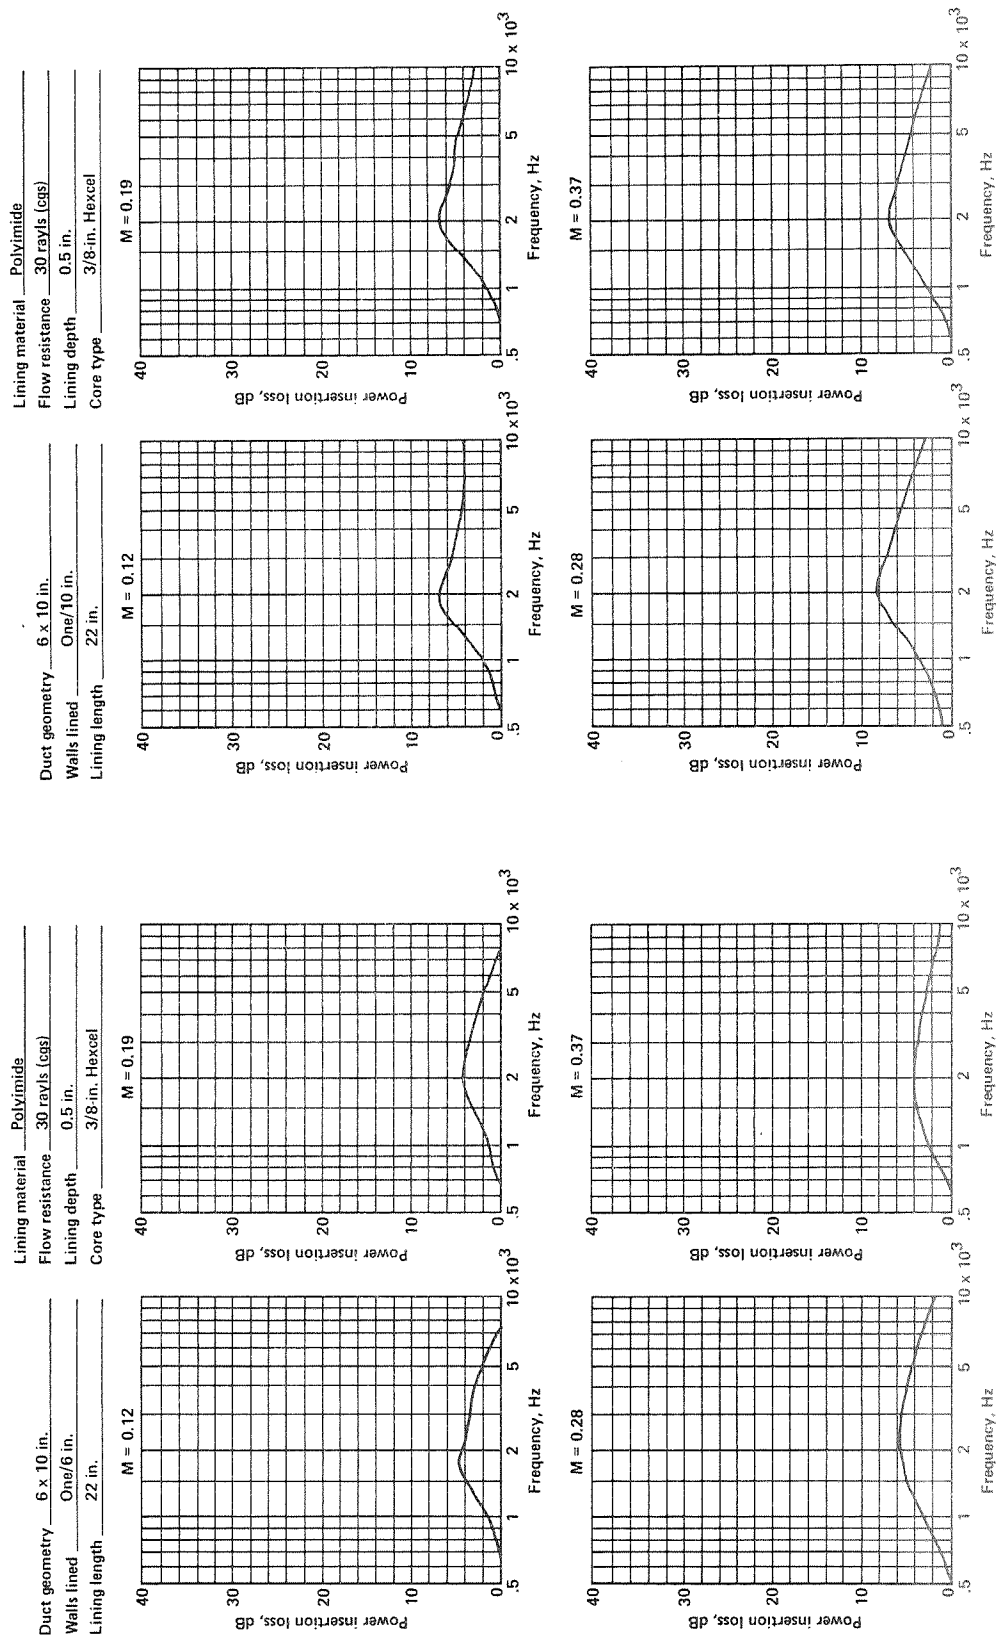 Duct geometry 6 x 10 in.
Walls lined One/6 in.
Lining length 22 in.
Lining material Polyimide
Flow resistance 30 rayls (cgs)
Lining depth 0.5 in.
Core type 3/8-in. Hexcel
M = 0.12
40
30
20
10
0
Power insertion loss, dB
.5
1
2
5
10 x 10³
Frequency, Hz
M = 0.19
40
30
20
10
0
Power insertion loss, dB
.5
1
2
5
10 x 10³
Frequency, Hz
M = 0.28
40
30
20
10
0
Power insertion loss, dB
.5
1
2
5
10 x 10³
Frequency, Hz
M = 0.37
40
30
20
10
0
Power insertion loss, dB
.5
1
2
5
10 x 10³
Frequency, Hz
Duct geometry 6 x 10 in.
Walls lined One/10 in.
Lining length 22 in.
Lining material Polyimide
Flow resistance 30 rayls (cgs)
Lining depth 0.5 in.
Core type 3/8-in. Hexcel
M = 0.12
40
30
20
10
0
Power insertion loss, dB
.5
1
2
5
10 x 10³
Frequency, Hz
M = 0.19
40
30
20
10
0
Power insertion loss, dB
.5
1
2
5
10 x 10³
Frequency, Hz
M = 0.28
40
30
20
10
0
Power insertion loss, dB
.5
1
2
5
10 x 10³
Frequency, Hz
M = 0.37
40
30
20
10
0
Power insertion loss, dB
.5
1
2
5
10 x 10³
Frequency, Hz